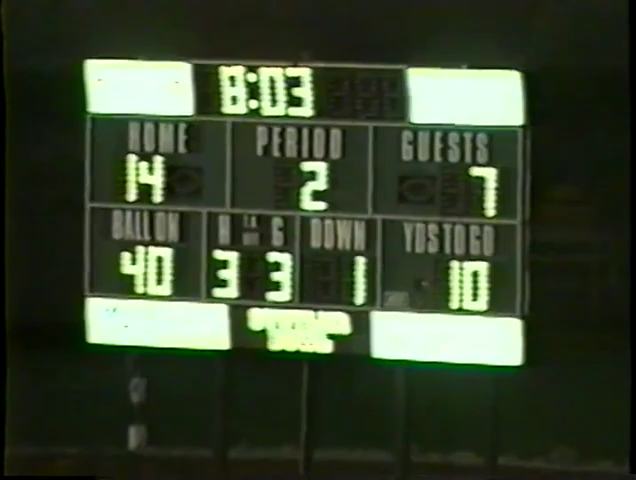 8:03
HOME PERIOD GUESTS
14 2 7
BALL ON H G DOWN YDS TO GO
40 3 3 1 10